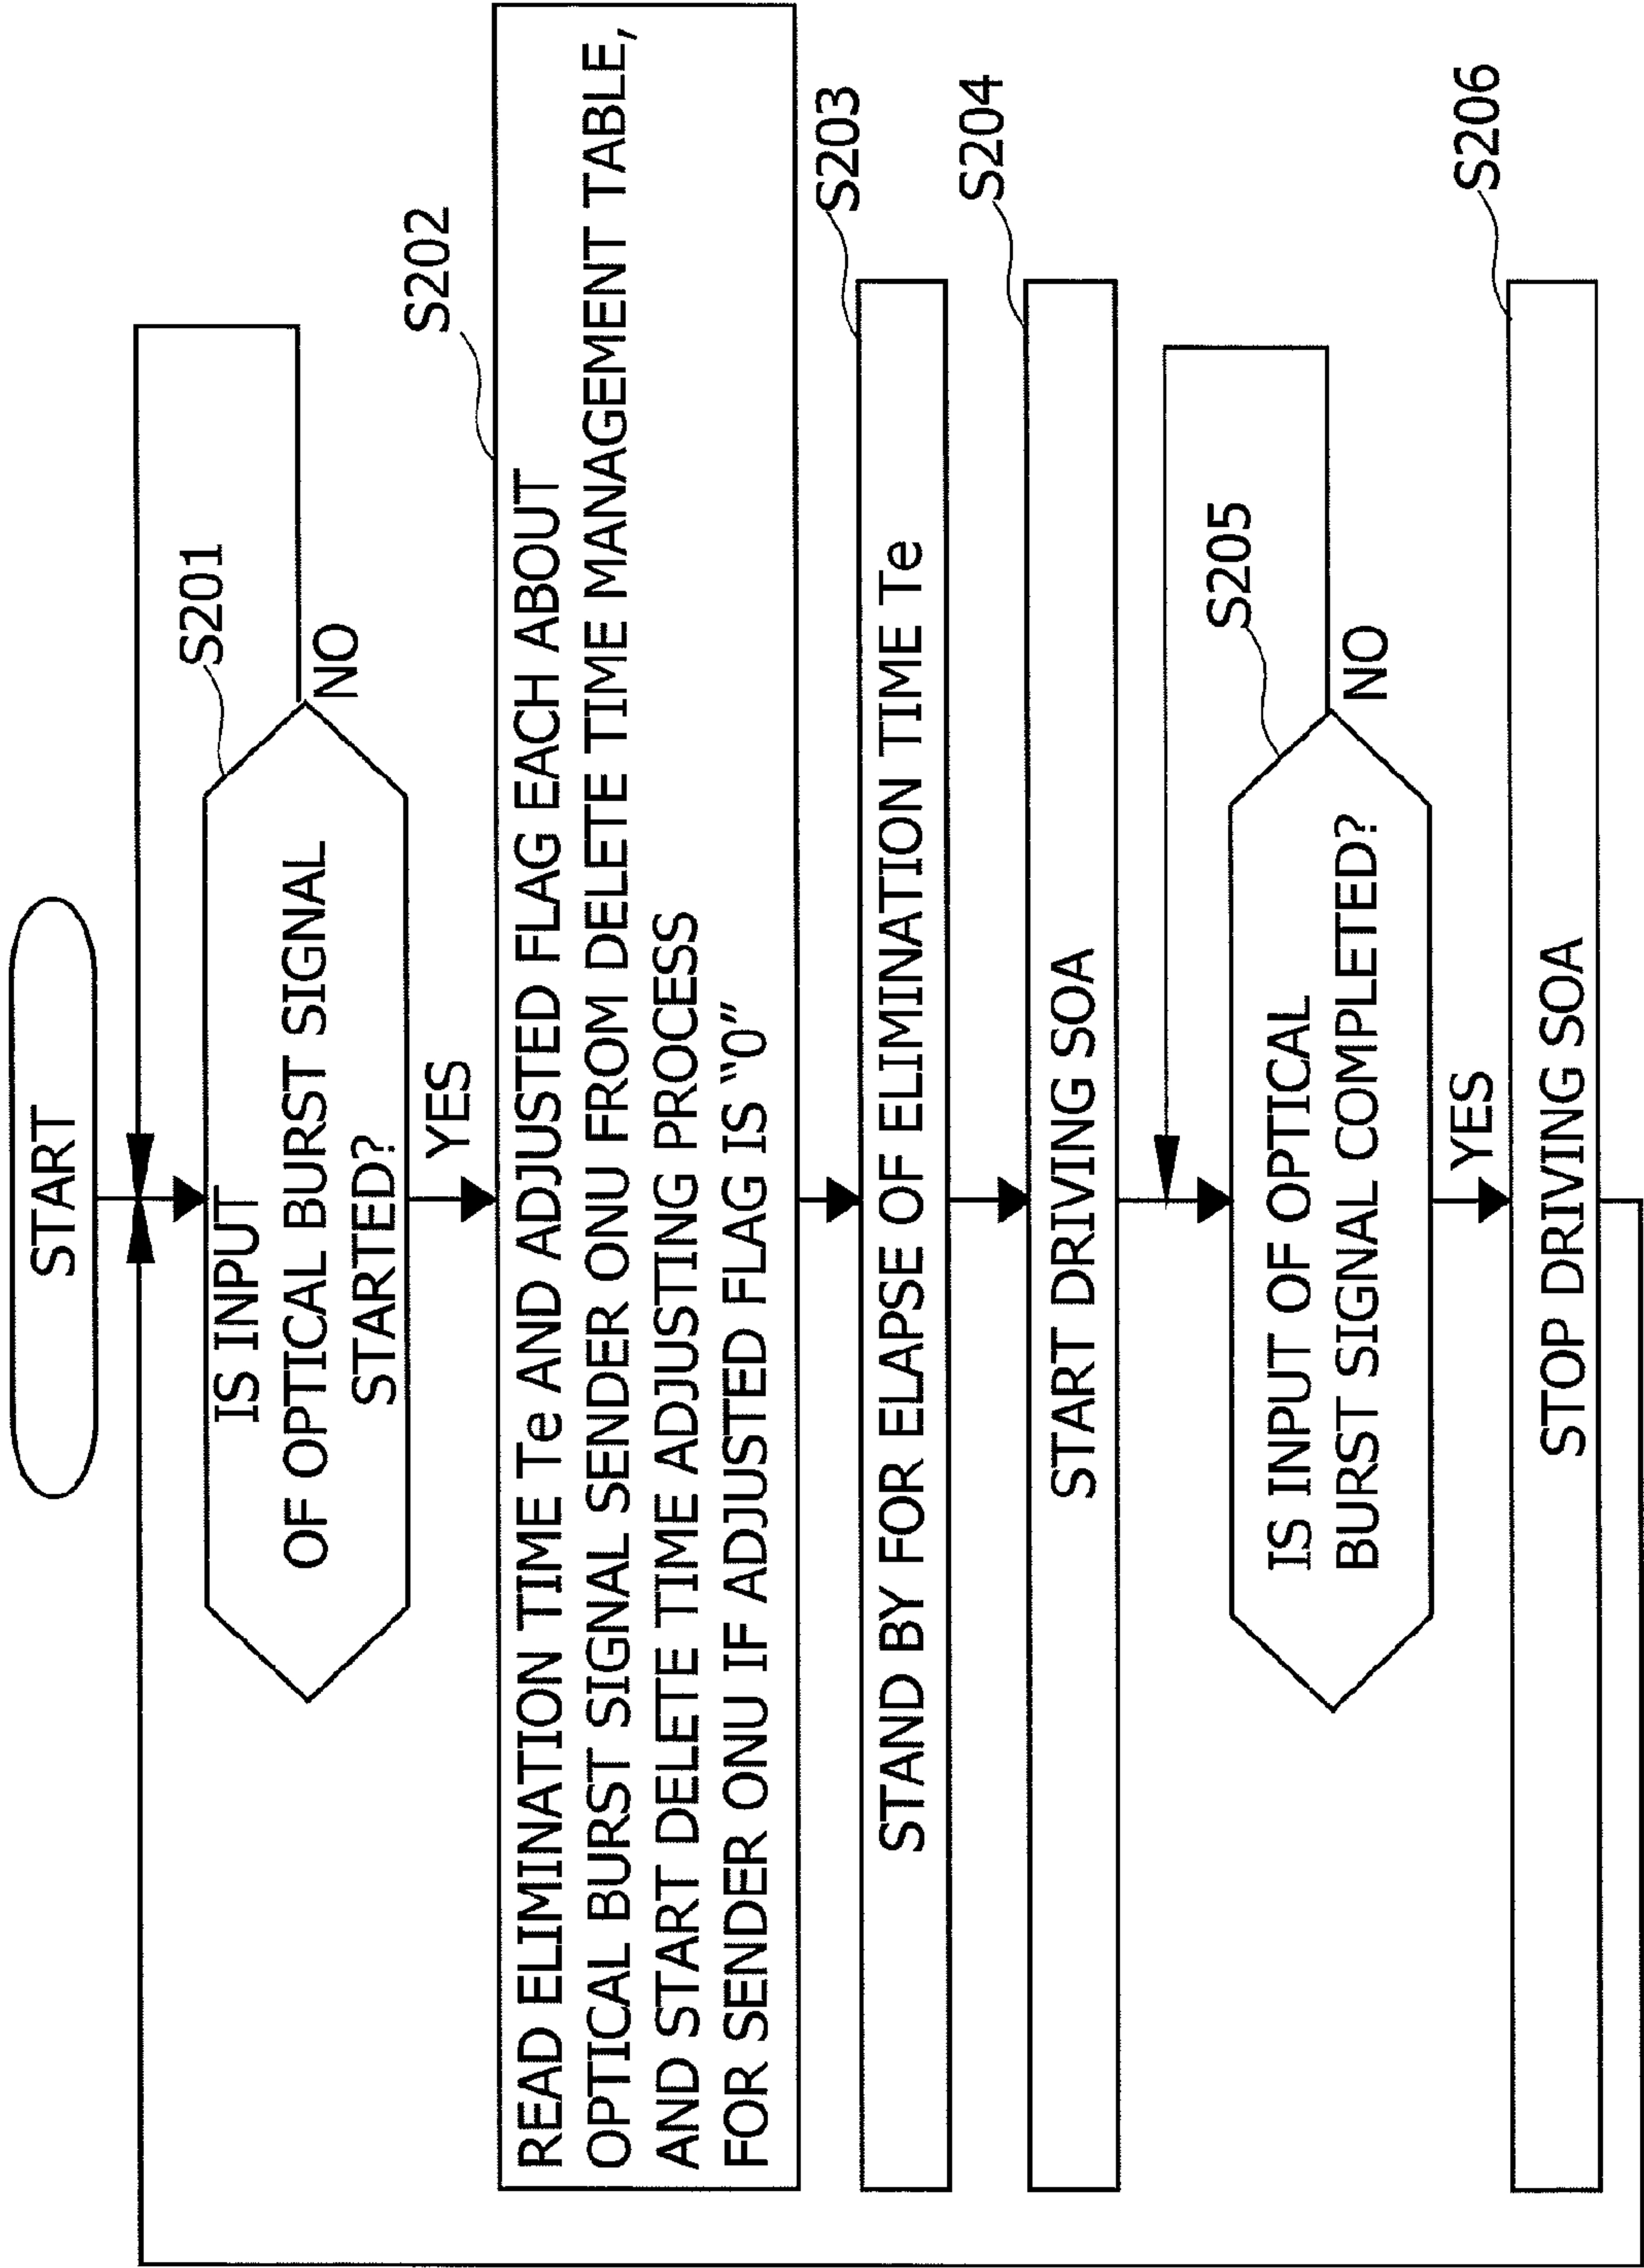 START
S201
IS INPUT
OF OPTICAL BURST SIGNAL
STARTED?
NO
YES
S202
READ ELIMINATION TIME Te AND ADJUSTED FLAG EACH ABOUT
OPTICAL BURST SIGNAL SENDER ONU FROM DELETE TIME MANAGEMENT TABLE,
AND START DELETE TIME ADJUSTING PROCESS
FOR SENDER ONU IF ADJUSTED FLAG IS “0”
S203
STAND BY FOR ELAPSE OF ELIMINATION TIME Te
S204
START DRIVING SOA
S205
IS INPUT OF OPTICAL
BURST SIGNAL COMPLETED?
NO
YES
S206
STOP DRIVING SOA